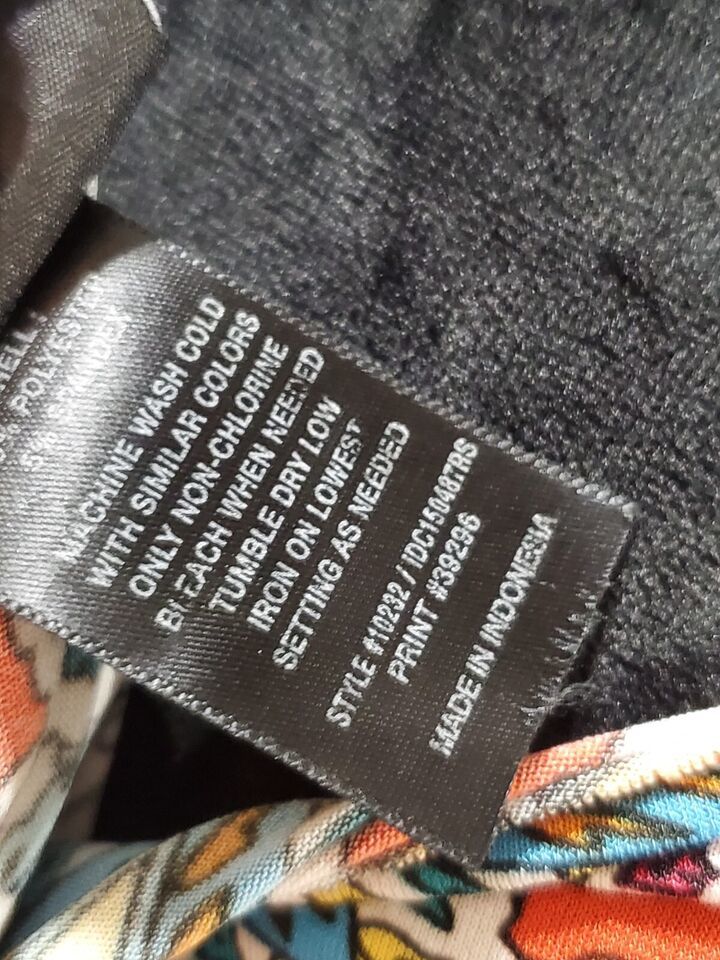 POLYESTER
MACHINE WASH COLD
WITH SIMILAR COLORS
ONLY NON-CHLORINE
BLEACH WHEN NEEDED
TUMBLE DRY LOW
IRON ON LOWEST
SETTING AS NEEDED
STYLE #10232 / IDC150487RS
PRINT #39296
MADE IN INDONESIA